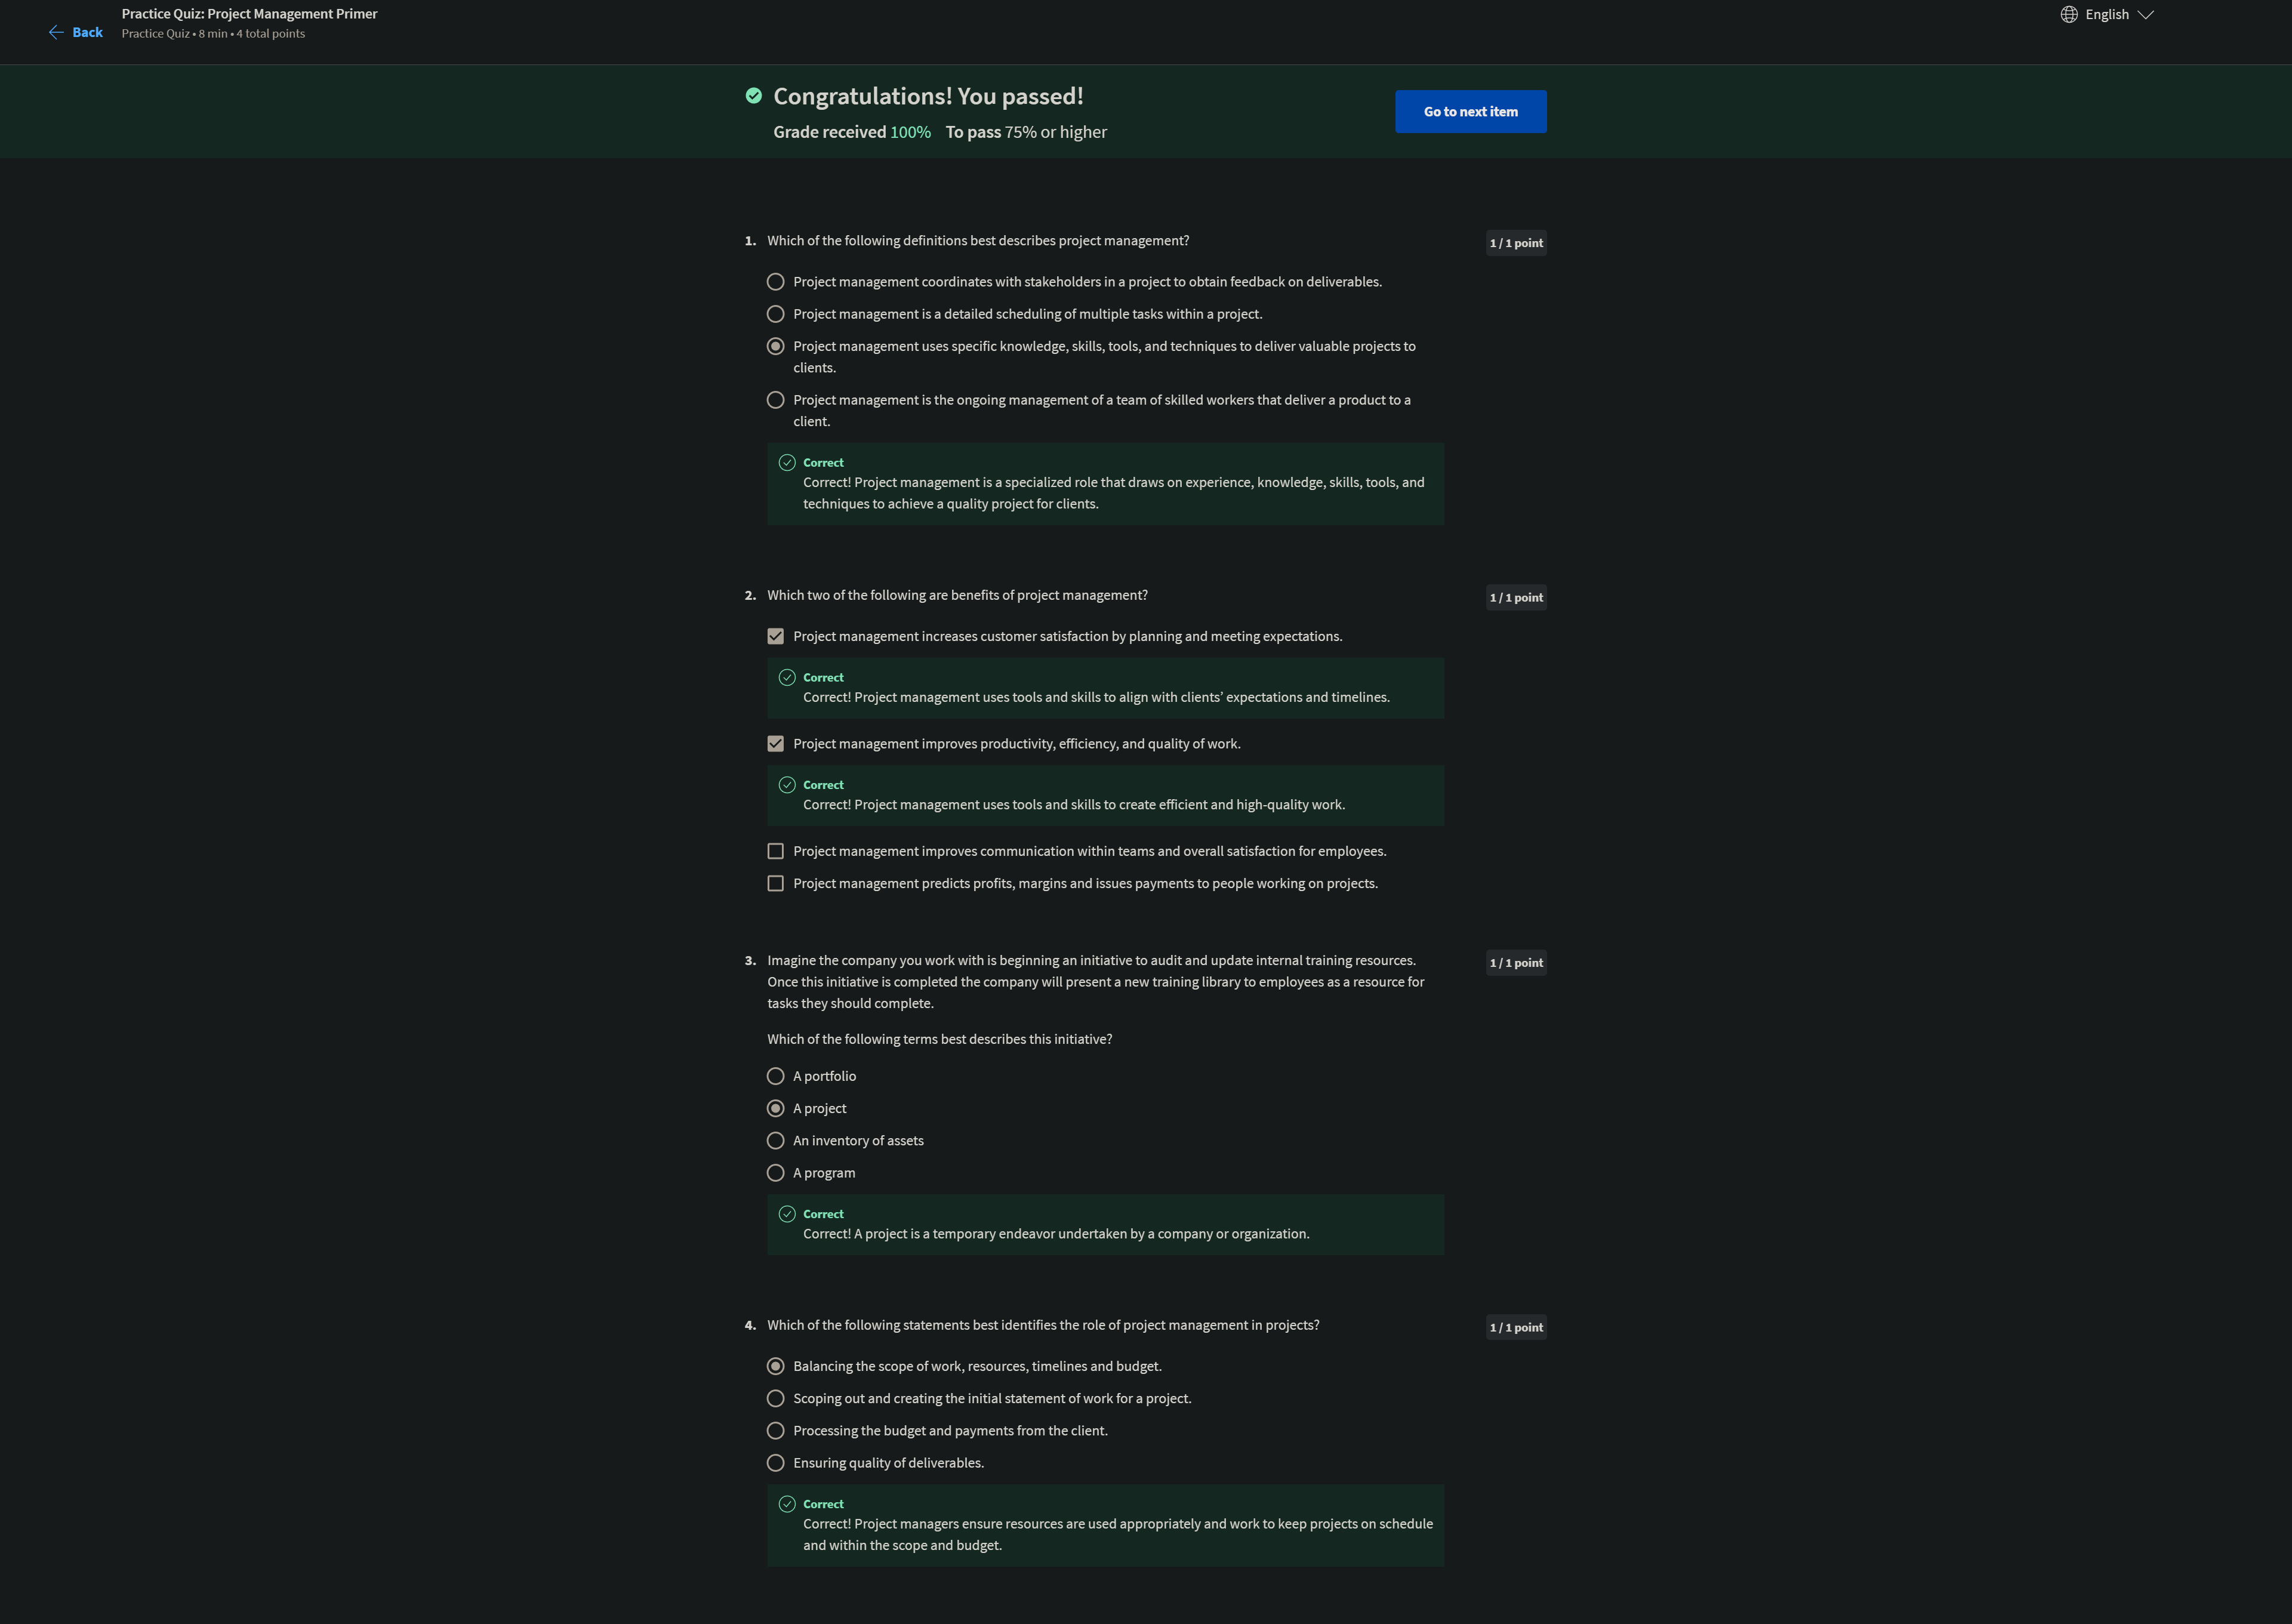 Back
Practice Quiz: Project Management Primer
Practice Quiz • 8 min • 4 total points
English
Congratulations! You passed!
Grade received 100% To pass 75% or higher
Go to next item
1. Which of the following definitions best describes project management?
1 / 1 point
Project management coordinates with stakeholders in a project to obtain feedback on deliverables.
Project management is a detailed scheduling of multiple tasks within a project.
Project management uses specific knowledge, skills, tools, and techniques to deliver valuable projects to
clients.
Project management is the ongoing management of a team of skilled workers that deliver a product to a
client.
Correct
Correct! Project management is a specialized role that draws on experience, knowledge, skills, tools, and
techniques to achieve a quality project for clients.
2. Which two of the following are benefits of project management?
1 / 1 point
Project management increases customer satisfaction by planning and meeting expectations.
Correct
Correct! Project management uses tools and skills to align with clients’ expectations and timelines.
Project management improves productivity, efficiency, and quality of work.
Correct
Correct! Project management uses tools and skills to create efficient and high-quality work.
Project management improves communication within teams and overall satisfaction for employees.
Project management predicts profits, margins and issues payments to people working on projects.
3. Imagine the company you work with is beginning an initiative to audit and update internal training resources.
1 / 1 point
Once this initiative is completed the company will present a new training library to employees as a resource for
tasks they should complete.
Which of the following terms best describes this initiative?
A portfolio
A project
An inventory of assets
A program
Correct
Correct! A project is a temporary endeavor undertaken by a company or organization.
4. Which of the following statements best identifies the role of project management in projects?
1 / 1 point
Balancing the scope of work, resources, timelines and budget.
Scoping out and creating the initial statement of work for a project.
Processing the budget and payments from the client.
Ensuring quality of deliverables.
Correct
Correct! Project managers ensure resources are used appropriately and work to keep projects on schedule
and within the scope and budget.